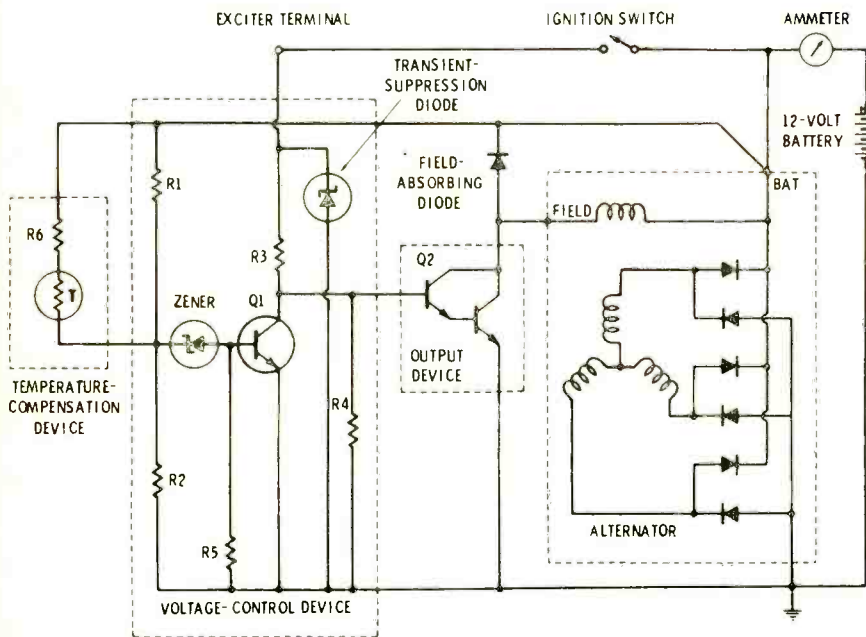 EXCITER TERMINAL
IGNITION SWITCH
AMMETER
TRANSIENT-
SUPPRESSION
DIODE
12-VOLT
BATTERY
FIELD-
ABSORBING
DIODE
BAT
R1
FIELD
R6
R3
Q2
T
ZENER
Q1
OUTPUT
DEVICE
TEMPERATURE-
COMPENSATION
DEVICE
R4
R2
ALTERNATOR
R5
VOLTAGE-CONTROL DEVICE